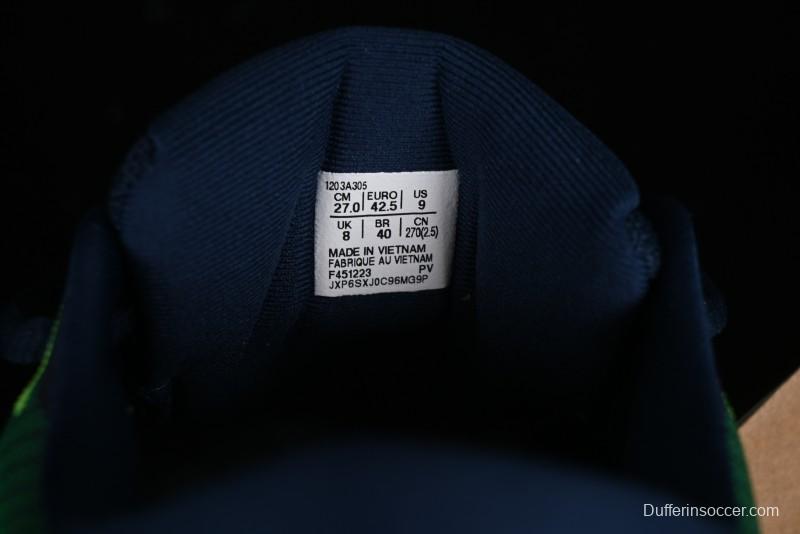 1203A305
CM | EURO | US
27.0 | 42.5 | 9
UK | BR | CN
8 | 40 | 270(2.5)
MADE IN VIETNAM
FABRIQUE AU VIETNAM
F451223 PV
JXP6SXJ0C96MG9P
Dufferinsoccer.com